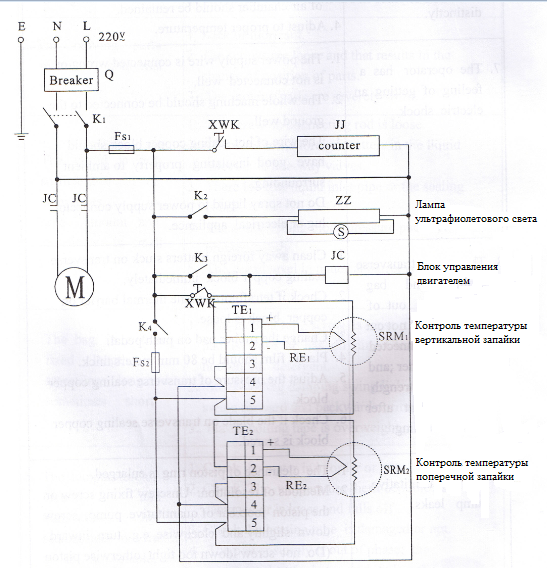 E N L
220V
Breaker Q
K1
FS1
XWK
JJ
counter
JC JC
K2
ZZ
S
Лампа
ультрафиолетового света
M
K3
XWK
JC
Блок управления
двигателем
K4
FS2
TE1
1
2
3
4
5
+
-
RE1
SRM1
Контроль температуры
вертикальной запайки
TE2
1
2
3
4
5
+
-
RE2
SRM2
Контроль температуры
поперечной запайки